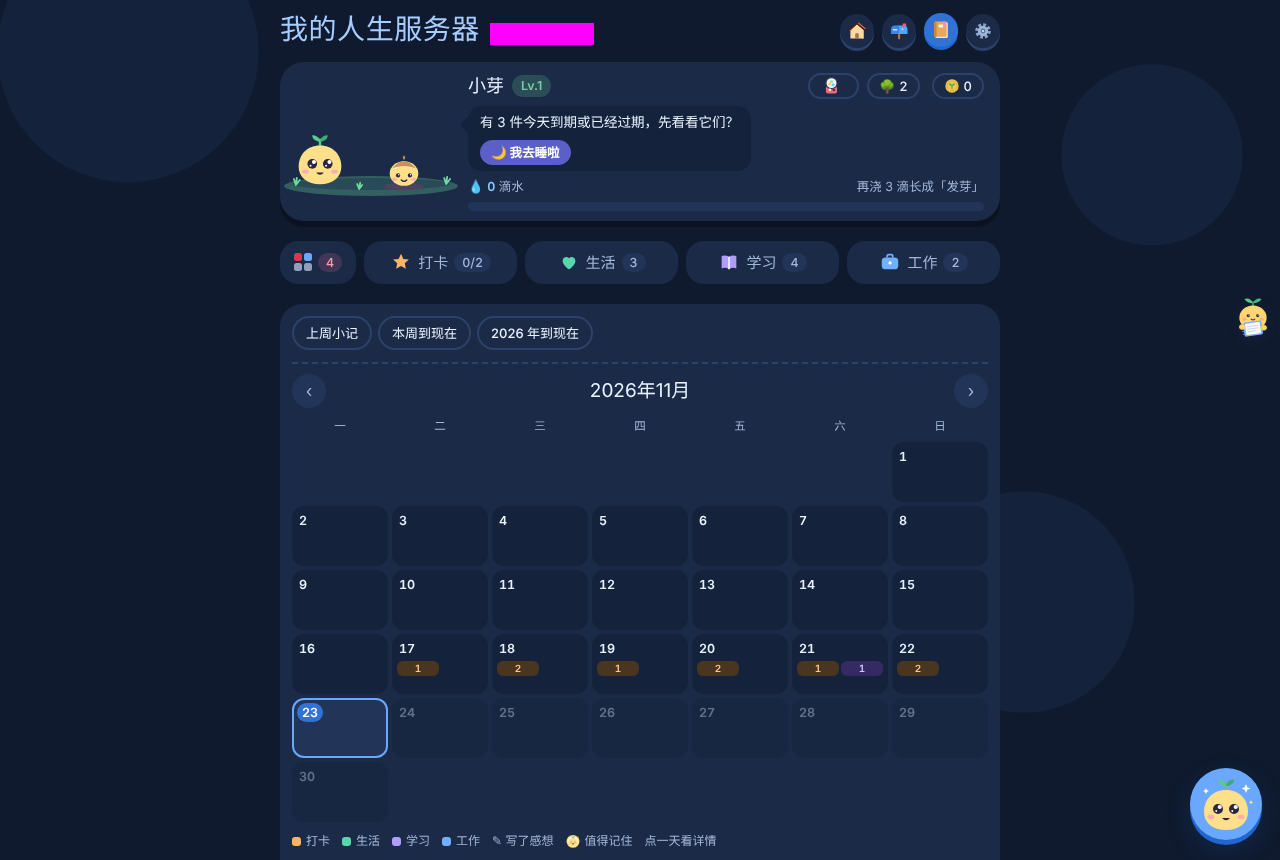 我的人生服务器
小芽 Lv.1 2 0
有 3 件今天到期或已经过期，先看看它们?
我去睡啦
0 滴水 再浇 3 滴长成「发芽」
4 打卡 0/2 生活 3 学习 4 工作 2
上周小记 本周到现在 2026 年到现在
‹ 2026年11月 ›
一 二 三 四 五 六 日
1
2 3 4 5 6 7 8
9 10 11 12 13 14 15
16 17 18 19 20 21 22
1 2 1 2 1 1 2
23 24 25 26 27 28 29
30
打卡 生活 学习 工作 ✎ 写了感想 值得记住 点一天看详情